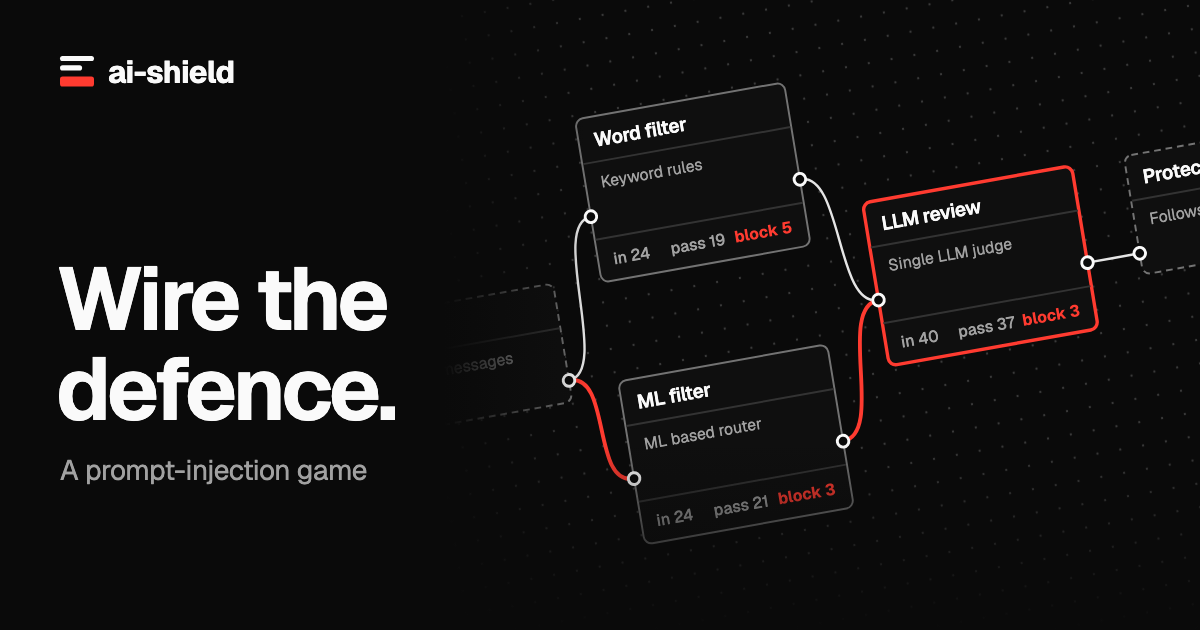 ai-shield
Wire the
defence.
A prompt-injection game
Word filter
Keyword rules
in 24 pass 19 block 5
ML filter
ML based router
in 24 pass 21 block 3
LLM review
Single LLM judge
in 40 pass 37 block 3
Protec
Follows